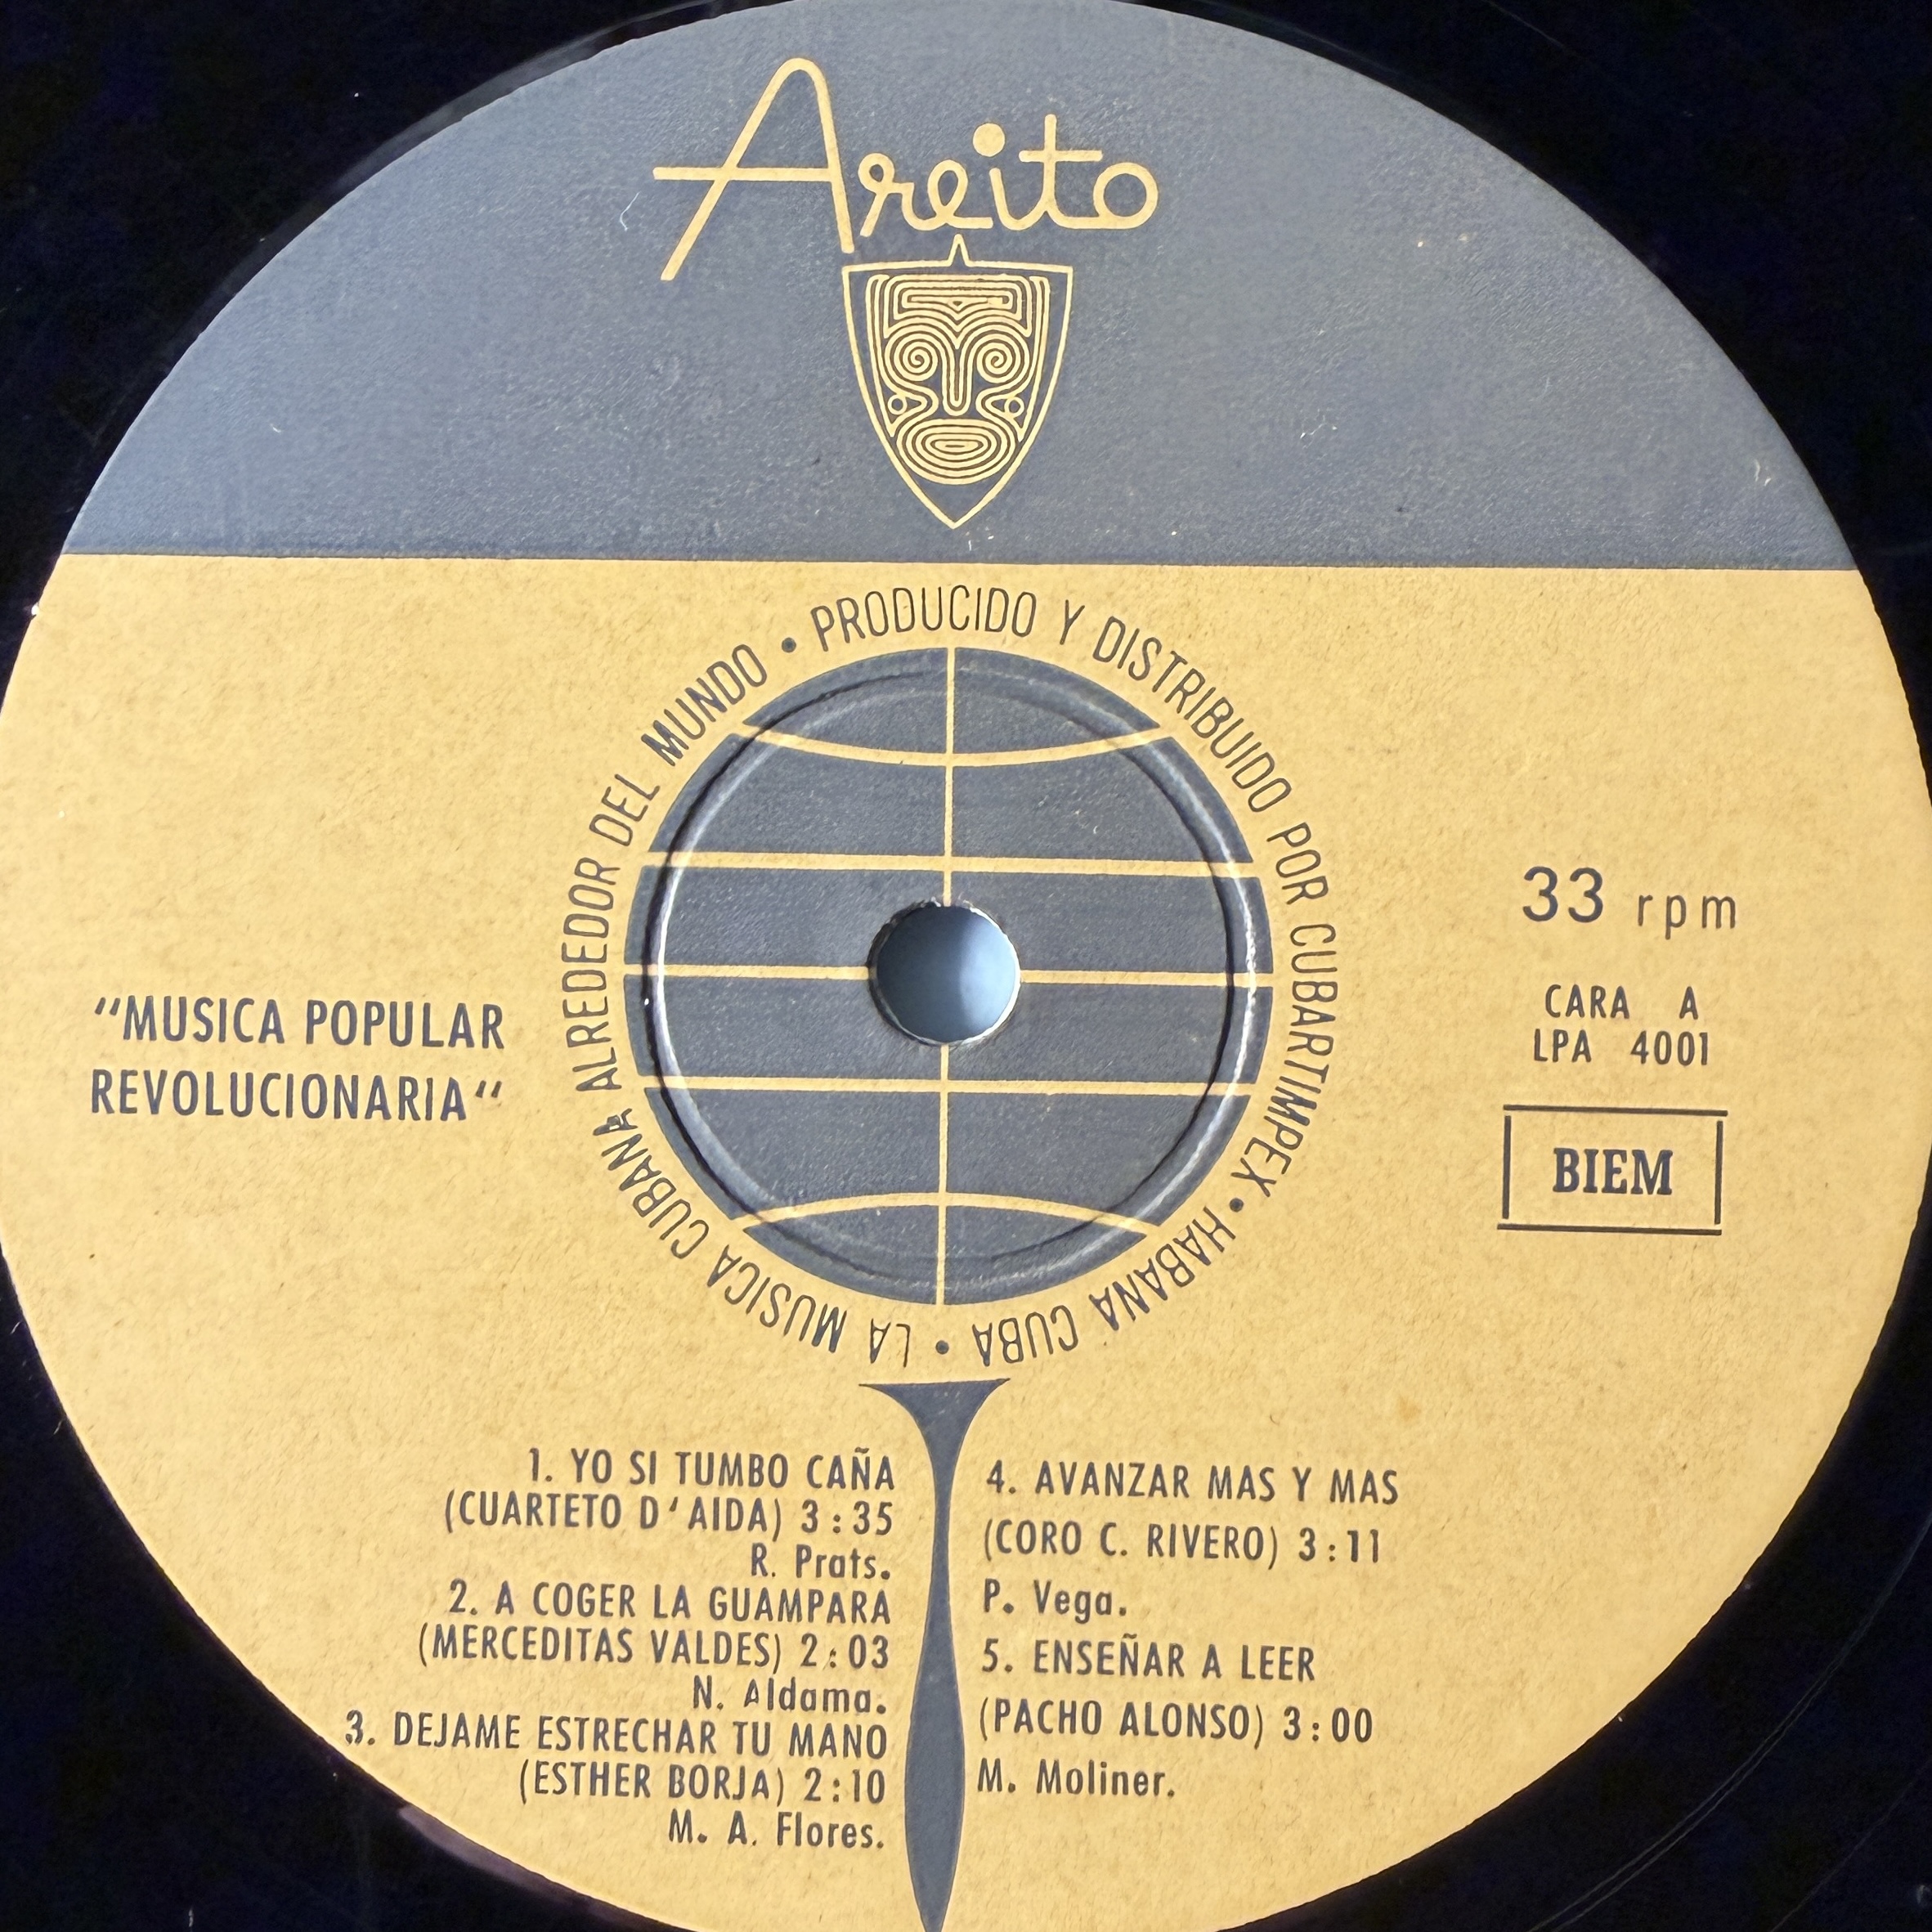 Areito
PRODUCIDO Y DISTRIBUIDO POR CUBARTIMPEX • HABANA CUBA • LA MUSICA CUBANA ALREDEDOR DEL MUNDO •
"MUSICA POPULAR
REVOLUCIONARIA"
33 rpm
CARA A
LPA 4001
BIEM
1. YO SI TUMBO CAÑA
(CUARTETO D'AIDA) 3:35
R. Prats.
2. A COGER LA GUAMPARA
(MERCEDITAS VALDES) 2:03
N. Aldama.
3. DEJAME ESTRECHAR TU MANO
(ESTHER BORJA) 2:10
M. A. Flores.
4. AVANZAR MAS Y MAS
(CORO C. RIVERO) 3:11
P. Vega.
5. ENSEÑAR A LEER
(PACHO ALONSO) 3:00
M. Moliner.